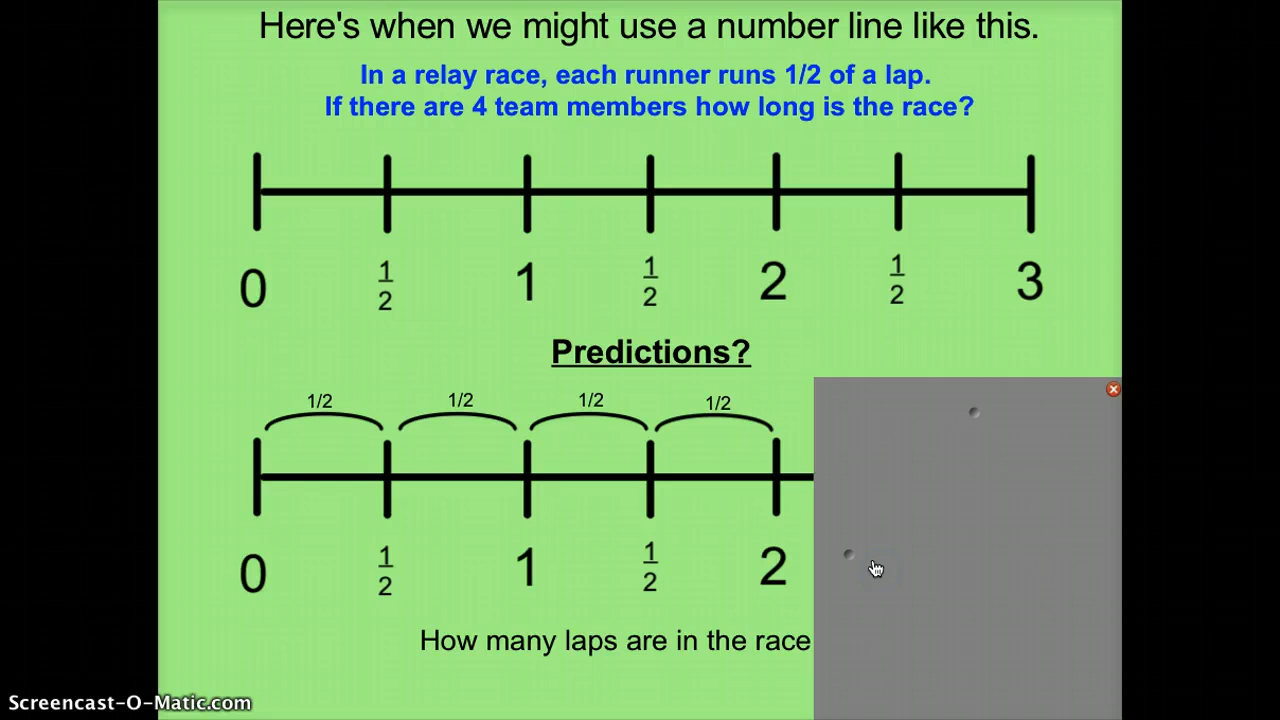 Here's when we might use a number line like this.
In a relay race, each runner runs 1/2 of a lap.
If there are 4 team members how long is the race?
0 1/2 1 1/2 2 1/2 3
Predictions?
1/2 1/2 1/2 1/2
0 1/2 1 1/2 2
How many laps are in the race
Screencast-O-Matic.com